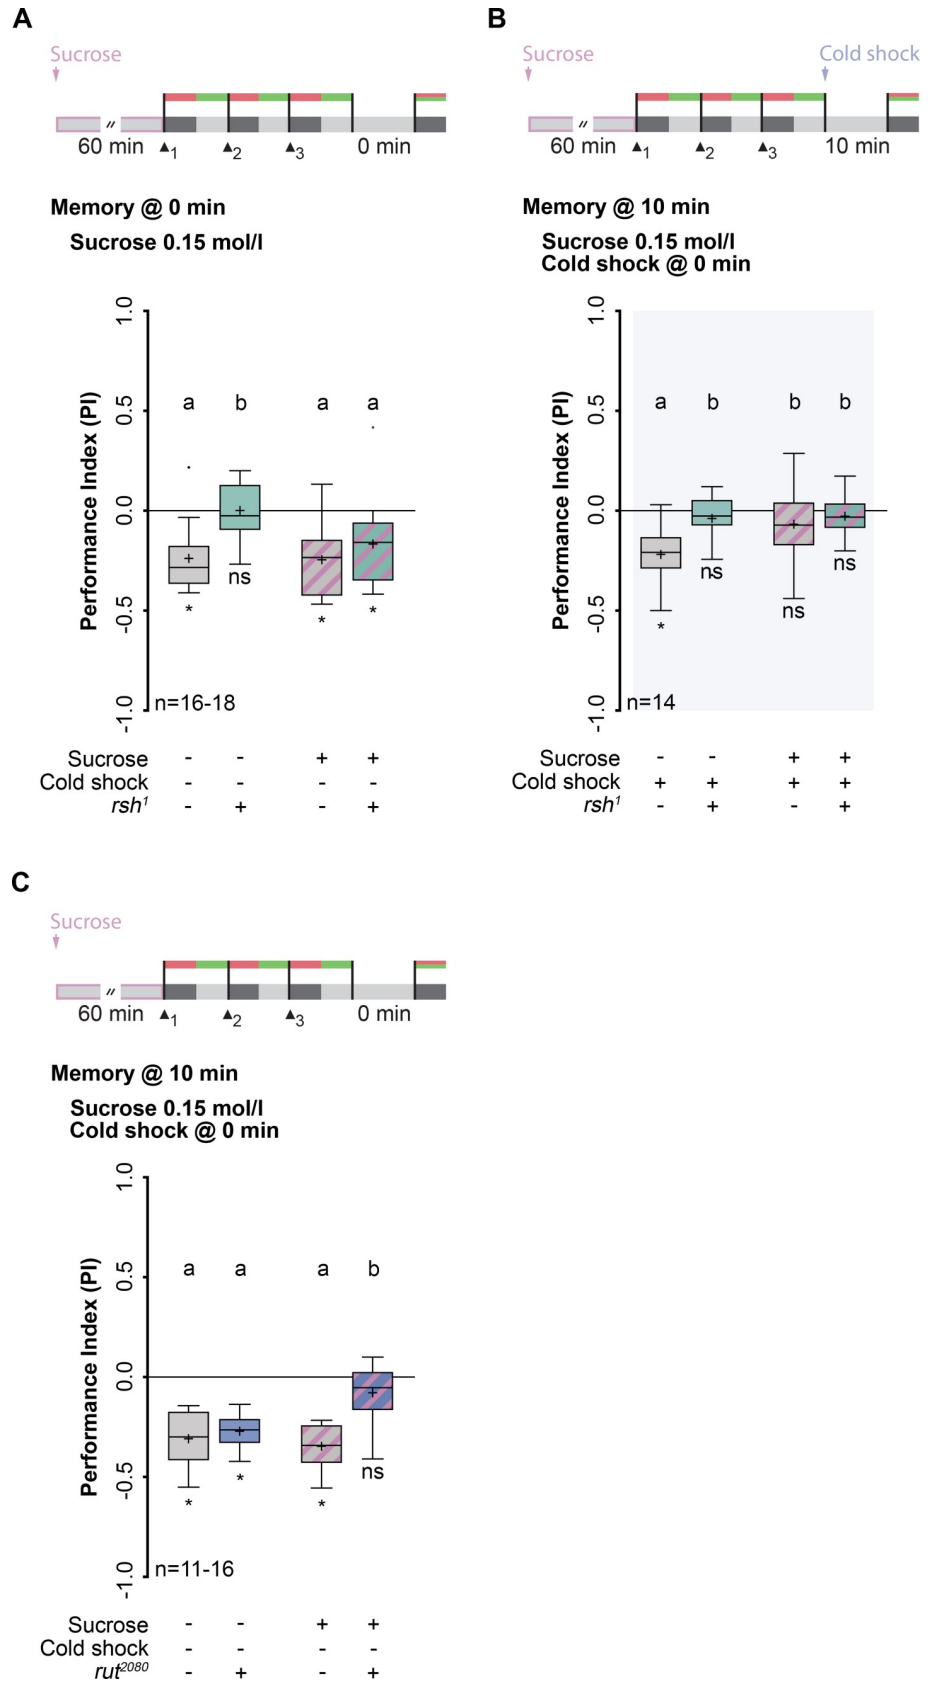 A
Sucrose
60 min ▲1 ▲2 ▲3 0 min
Memory @ 0 min
Sucrose 0.15 mol/l
Performance Index (PI)
1.0
0.5
0.0
-0.5
-1.0
a b a a
* ns * *
n=16-18
Sucrose - - + +
Cold shock - - - -
rsh¹ - + - +
B
Sucrose Cold shock
60 min ▲1 ▲2 ▲3 10 min
Memory @ 10 min
Sucrose 0.15 mol/l
Cold shock @ 0 min
Performance Index (PI)
1.0
0.5
0.0
-0.5
-1.0
a b b b
* ns ns ns
n=14
Sucrose - - + +
Cold shock + + + +
rsh¹ - + - +
C
Sucrose
60 min ▲1 ▲2 ▲3 0 min
Memory @ 10 min
Sucrose 0.15 mol/l
Cold shock @ 0 min
Performance Index (PI)
1.0
0.5
0.0
-0.5
-1.0
a a a b
* * * ns
n=11-16
Sucrose - - + +
Cold shock - - - -
rut²⁰⁸⁰ - + - +